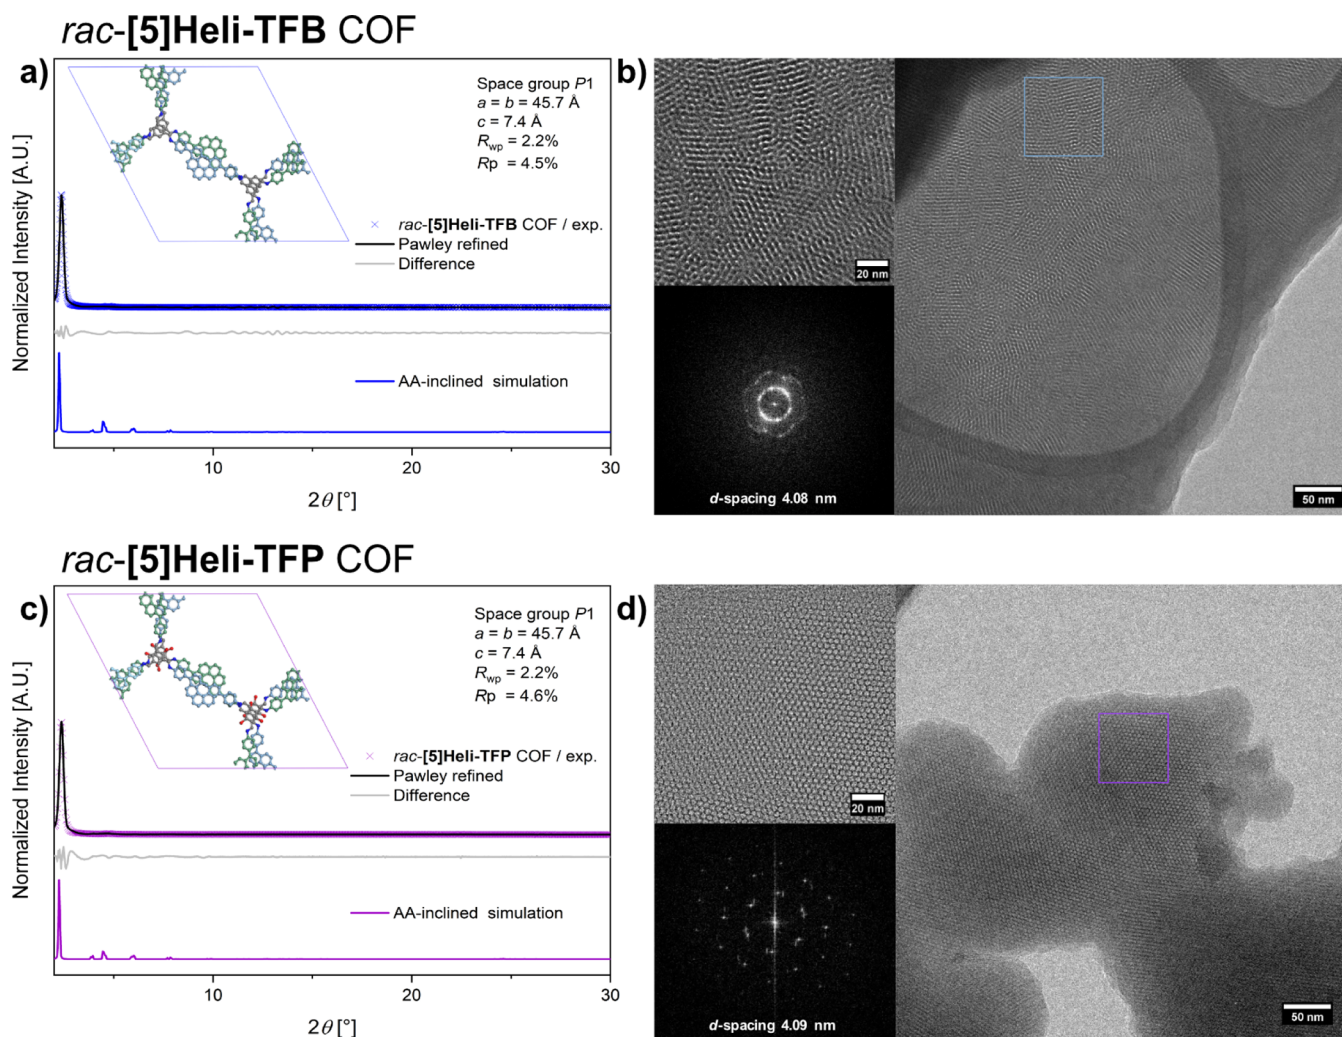 rac-[5]Heli-TFB COF
a)
Space group P1
a = b = 45.7 Å
c = 7.4 Å
Rwp = 2.2%
Rp = 4.5%
rac-[5]Heli-TFB COF / exp.
Pawley refined
Difference
AA-inclined simulation
Normalized Intensity [A.U.]
10
20
30
2θ [°]
b)
20 nm
d-spacing 4.08 nm
50 nm
rac-[5]Heli-TFP COF
c)
Space group P1
a = b = 45.7 Å
c = 7.4 Å
Rwp = 2.2%
Rp = 4.6%
rac-[5]Heli-TFP COF / exp.
Pawley refined
Difference
AA-inclined simulation
Normalized Intensity [A.U.]
10
20
30
2θ [°]
d)
20 nm
d-spacing 4.09 nm
50 nm